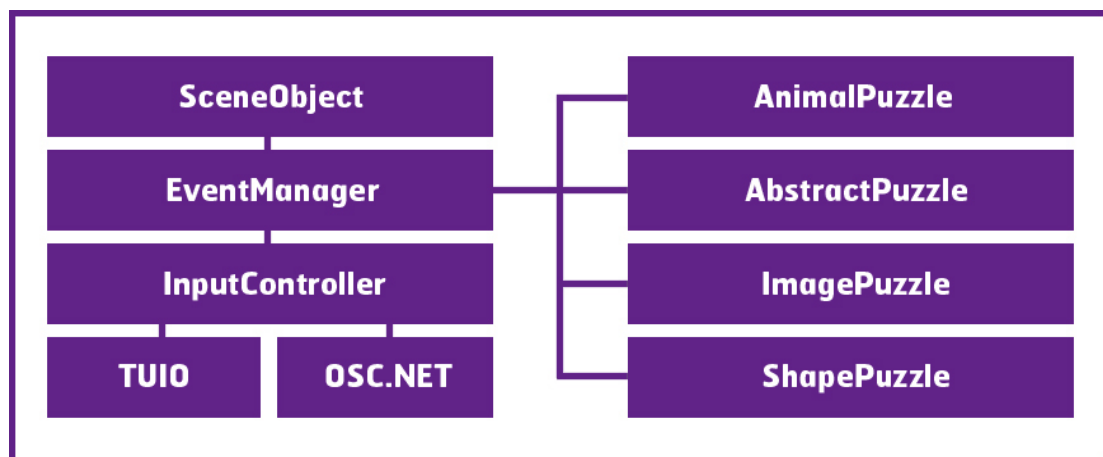 SceneObject
EventManager
InputController
TUIO
OSC.NET
AnimalPuzzle
AbstractPuzzle
ImagePuzzle
ShapePuzzle